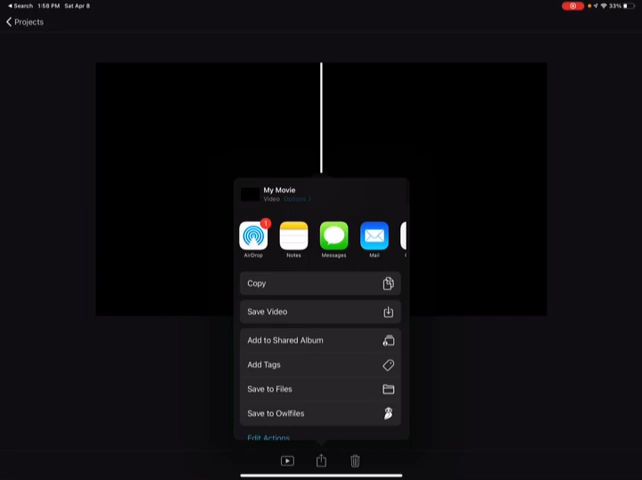 Search 1:58 PM Sat Apr 8
33%
Projects
My Movie
Video Options
1
AirDrop
Notes
Messages
Mail
Copy
Save Video
Add to Shared Album
Add Tags
Save to Files
Save to Owlfiles
Edit Actions